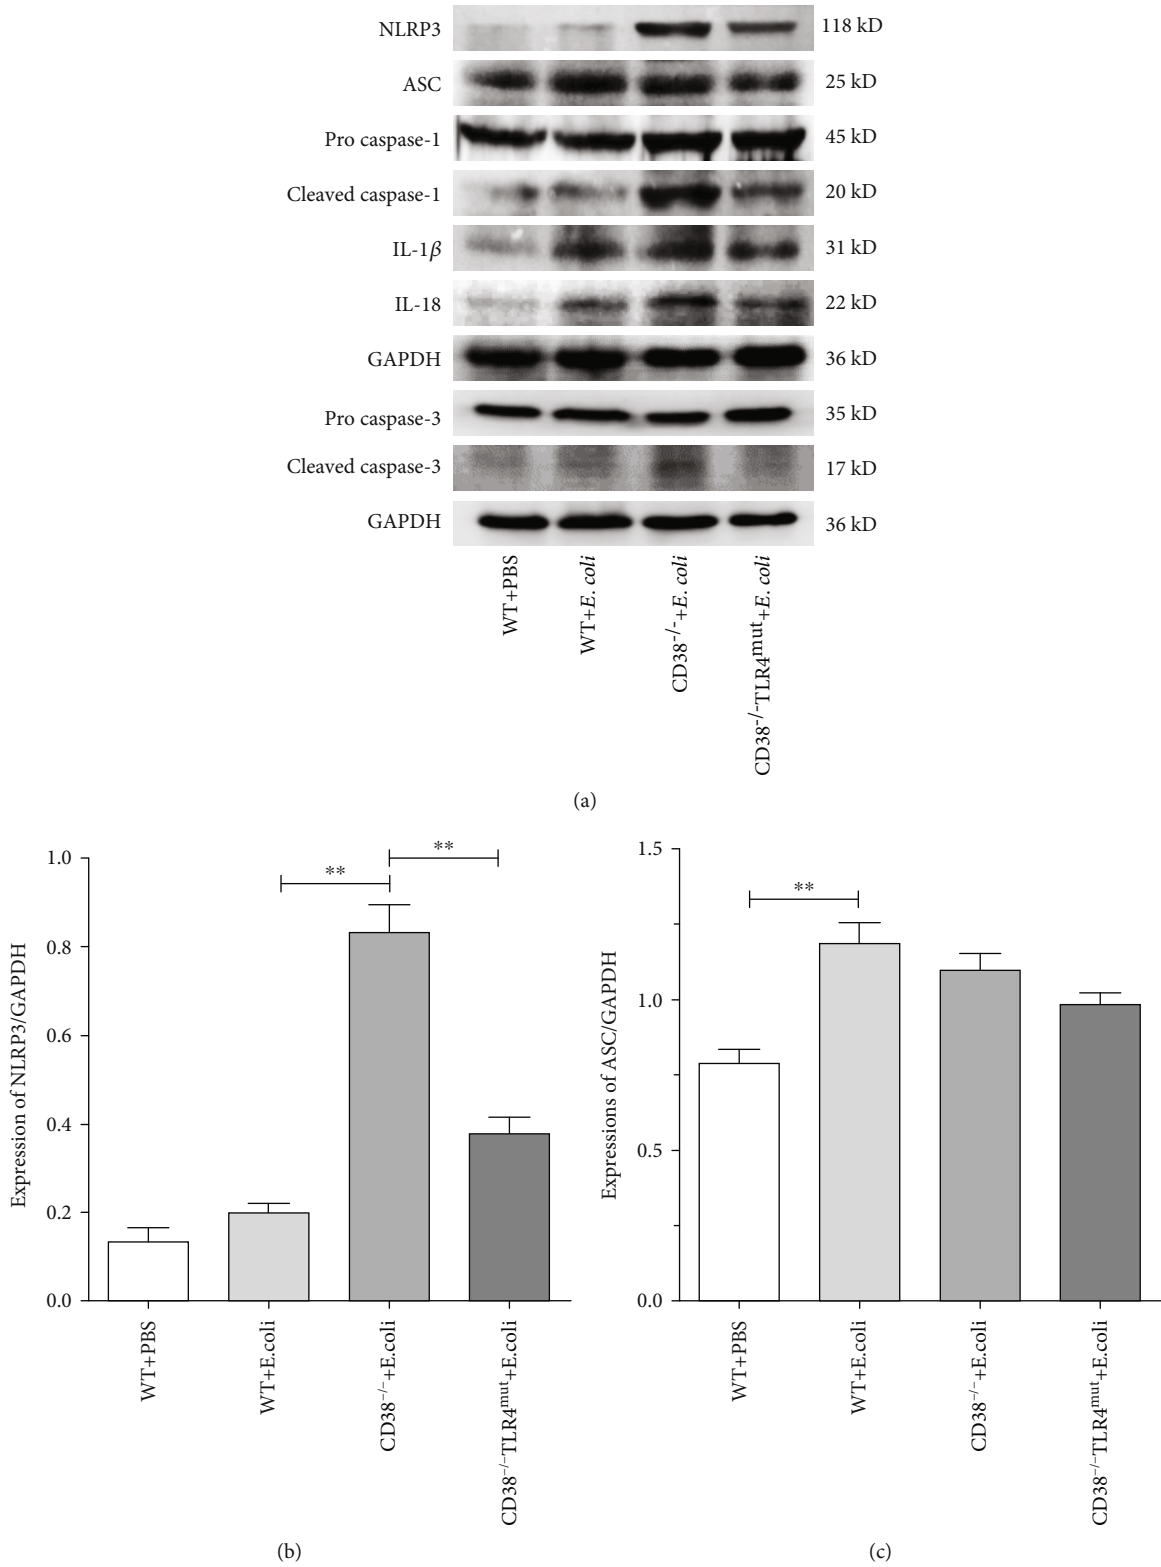 NLRP3 118 kD
ASC 25 kD
Pro caspase-1 45 kD
Cleaved caspase-1 20 kD
IL-1β 31 kD
IL-18 22 kD
GAPDH 36 kD
Pro caspase-3 35 kD
Cleaved caspase-3 17 kD
GAPDH 36 kD
WT+PBS
WT+E. coli
CD38-/-+E. coli
CD38-/-TLR4mut+E. coli
(a)
Expression of NLRP3/GAPDH
1.0
0.8
0.6
0.4
0.2
0.0
**
**
WT+PBS
WT+E.coli
CD38−/−+E.coli
CD38−/−TLR4mut+E.coli
(b)
Expressions of ASC/GAPDH
1.5
1.0
0.5
0.0
**
WT+PBS
WT+E.coli
CD38−/−+E.coli
CD38−/−TLR4mut+E.coli
(c)